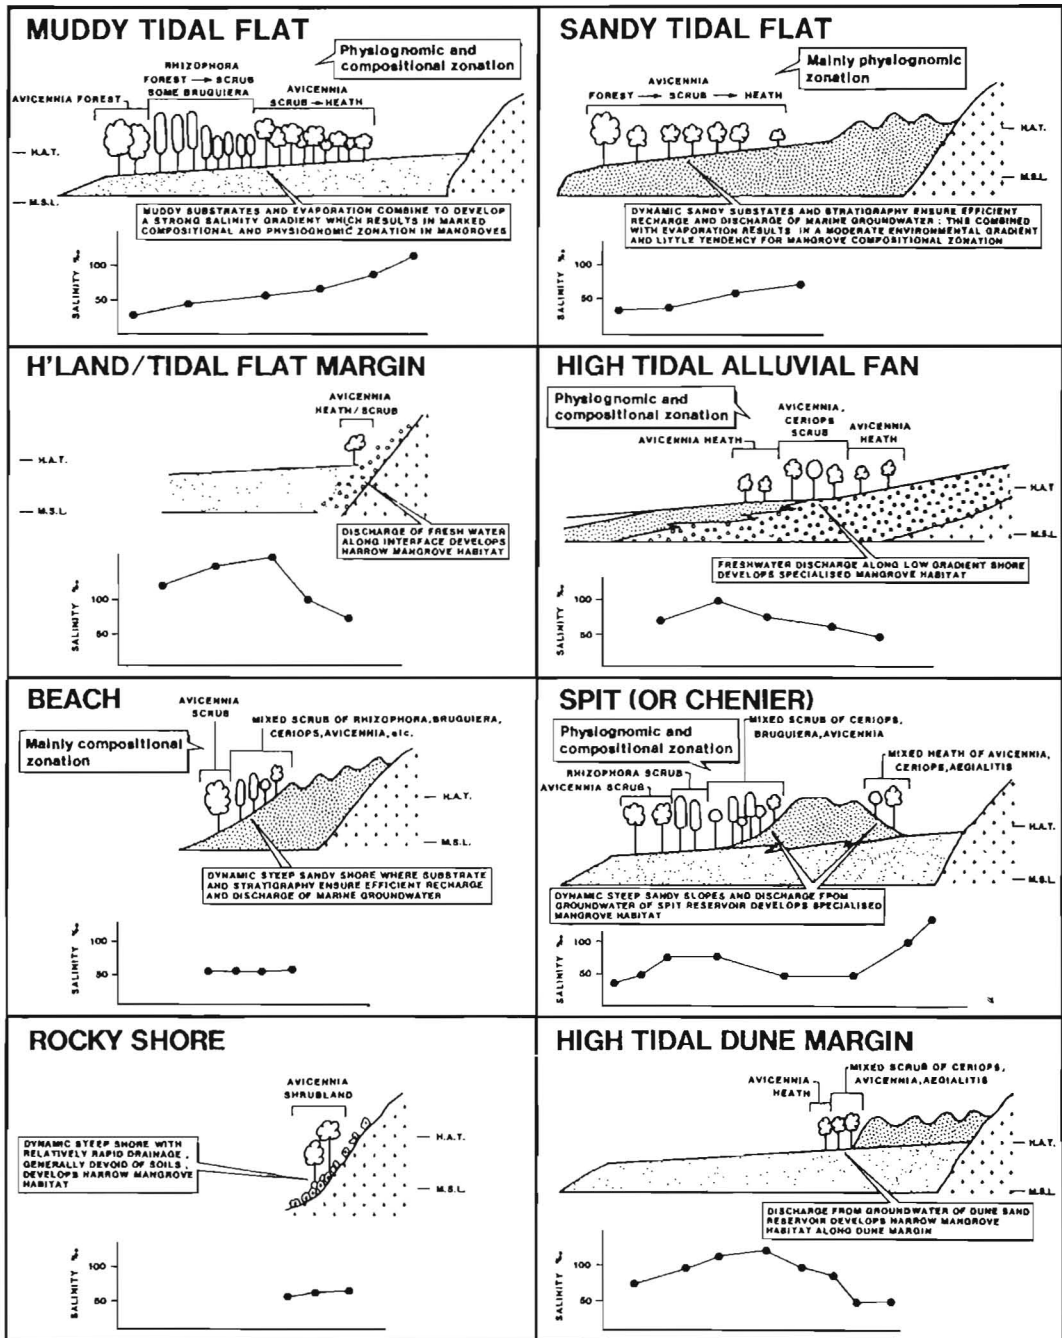 MUDDY TIDAL FLAT
Physiognomic and
compositional zonation
RHIZOPHORA
FOREST → SCRUB
SOME BRUQUIERA
AVICENNIA FOREST
AVICENNIA
SCRUB → HEATH
H.A.T.
M.S.L.
MUDDY SUBSTRATES AND EVAPORATION COMBINE TO DEVELOP
A STRONG SALINITY GRADIENT WHICH RESULTS IN MARKED
COMPOSITIONAL AND PHYSIOGNOMIC ZONATION IN MANGROVES
SALINITY ‰
100
50
SANDY TIDAL FLAT
Mainly physiognomic
zonation
AVICENNIA
FOREST → SCRUB → HEATH
H.A.T.
M.S.L.
DYNAMIC SANDY SUBSTATES AND STRATIGRAPHY ENSURE EFFICIENT
RECHARGE AND DISCHARGE OF MARINE GROUNDWATER : THIS COMBINED
WITH EVAPORATION RESULTS IN A MODERATE ENVIRONMENTAL GRADIENT
AND LITTLE TENDENCY FOR MANGROVE COMPOSITIONAL ZONATION
SALINITY ‰
100
50
H'LAND/TIDAL FLAT MARGIN
AVICENNIA
HEATH/SCRUB
H.A.T.
M.S.L.
DISCHARGE OF FRESH WATER
ALONG INTERFACE DEVELOPS
NARROW MANGROVE HABITAT
SALINITY ‰
100
50
HIGH TIDAL ALLUVIAL FAN
Physiognomic and
compositional zonation
AVICENNIA,
CERIOPS
SCRUB
AVICENNIA HEATH
AVICENNIA
HEATH
H.A.T
M.S.L.
FRESHWATER DISCHARGE ALONG LOW GRADIENT SHORE
DEVELOPS SPECIALISED MANGROVE HABITAT
SALINITY ‰
100
50
BEACH
AVICENNIA
SCRUB
MIXED SCRUB OF RHIZOPHORA, BRUQUIERA,
CERIOPS, AVICENNIA, etc.
Mainly compositional
zonation
H.A.T.
M.S.L.
DYNAMIC STEEP SANDY SHORE WHERE SUBSTRATE
AND STRATIGRAPHY ENSURE EFFICIENT RECHARGE
AND DISCHARGE OF MARINE GROUNDWATER
SALINITY ‰
100
50
SPIT (OR CHENIER)
Physiognomic and
compositional zonation
MIXED SCRUB OF CERIOPS,
BRUQUIERA, AVICENNIA
MIXED HEATH OF AVICENNIA,
CERIOPS, AEGIALITIS
RHIZOPHORA SCRUB
AVICENNIA SCRUB
H.A.T.
M.S.L.
DYNAMIC STEEP SANDY SLOPES AND DISCHARGE FROM
GROUNDWATER OF SPIT RESERVOIR DEVELOPS SPECIALISED
MANGROVE HABITAT
SALINITY ‰
100
50
ROCKY SHORE
AVICENNIA
SHRUBLAND
DYNAMIC STEEP SHORE WITH
RELATIVELY RAPID DRAINAGE,
GENERALLY DEVOID OF SOILS,
DEVELOPS NARROW MANGROVE
HABITAT
H.A.T.
M.S.L.
SALINITY ‰
100
50
HIGH TIDAL DUNE MARGIN
MIXED SCRUB OF CERIOPS,
AVICENNIA, AEGIALITIS
AVICENNIA
HEATH
H.A.T.
M.S.L.
DISCHARGE FROM GROUNDWATER OF DUNE SAND
RESERVOIR DEVELOPS NARROW MANGROVE
HABITAT ALONG DUNE MARGIN
SALINITY ‰
100
50